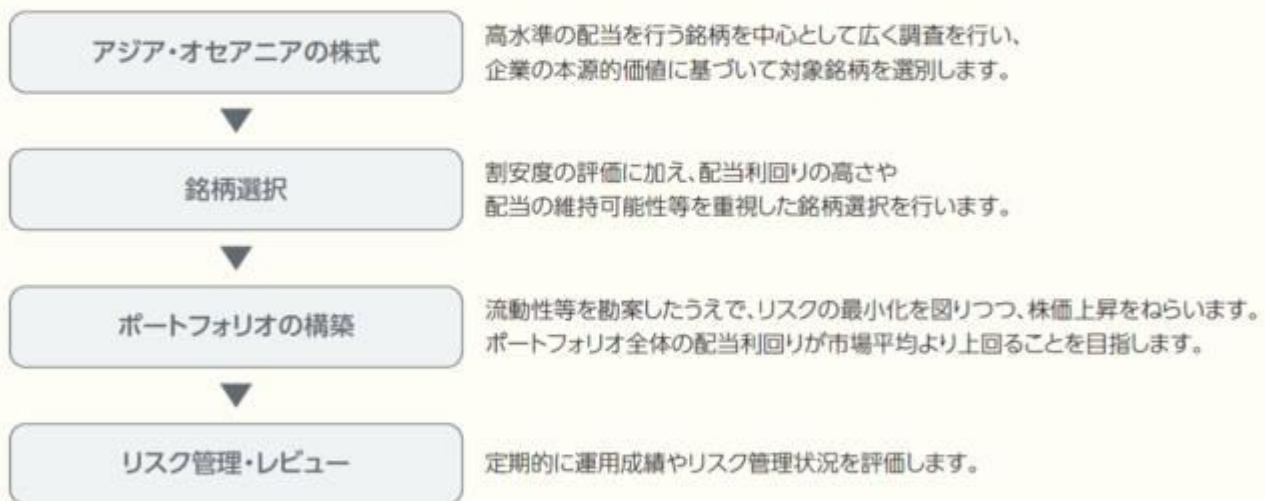 アジア・オセアニアの株式
高水準の配当を行う銘柄を中心として広く調査を行い、
企業の本源的価値に基づいて対象銘柄を選別します。
銘柄選択
割安度の評価に加え、配当利回りの高さや
配当の維持可能性等を重視した銘柄選択を行います。
ポートフォリオの構築
流動性等を勘案したうえで、リスクの最小化を図りつつ、株価上昇をねらいます。
ポートフォリオ全体の配当利回りが市場平均より上回ることを目指します。
リスク管理・レビュー
定期的に運用成績やリスク管理状況を評価します。